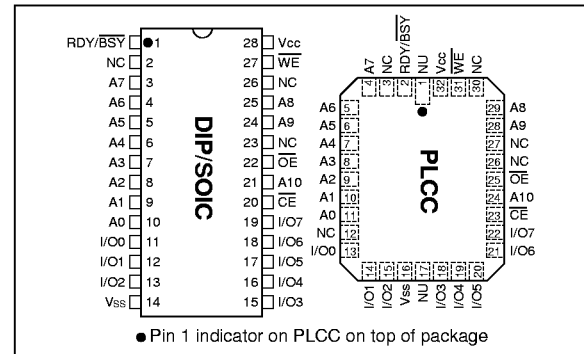 RDY/BSY 1 28 Vcc
NC 2 27 WE
A7 3 26 NC
A6 4 25 A8
A5 5 24 A9
A4 6 23 NC
A3 7 22 OE
A2 8 21 A10
A1 9 20 CE
A0 10 19 I/O7
I/O0 11 18 I/O6
I/O1 12 17 I/O5
I/O2 13 16 I/O4
Vss 14 15 I/O3
DIP/SOIC
A7 NC RDY/BSY NU Vcc WE NC
4 3 2 1 32 31 30
A6 5 29 A8
A5 6 28 A9
A4 7 27 NC
A3 8 26 NC
A2 9 25 OE
A1 10 24 A10
A0 11 23 CE
NC 12 22 I/O7
I/O0 13 21 I/O6
PLCC
14 15 16 17 18 19 20
I/O1 I/O2 Vss NU I/O3 I/O4 I/O5
● Pin 1 indicator on PLCC on top of package